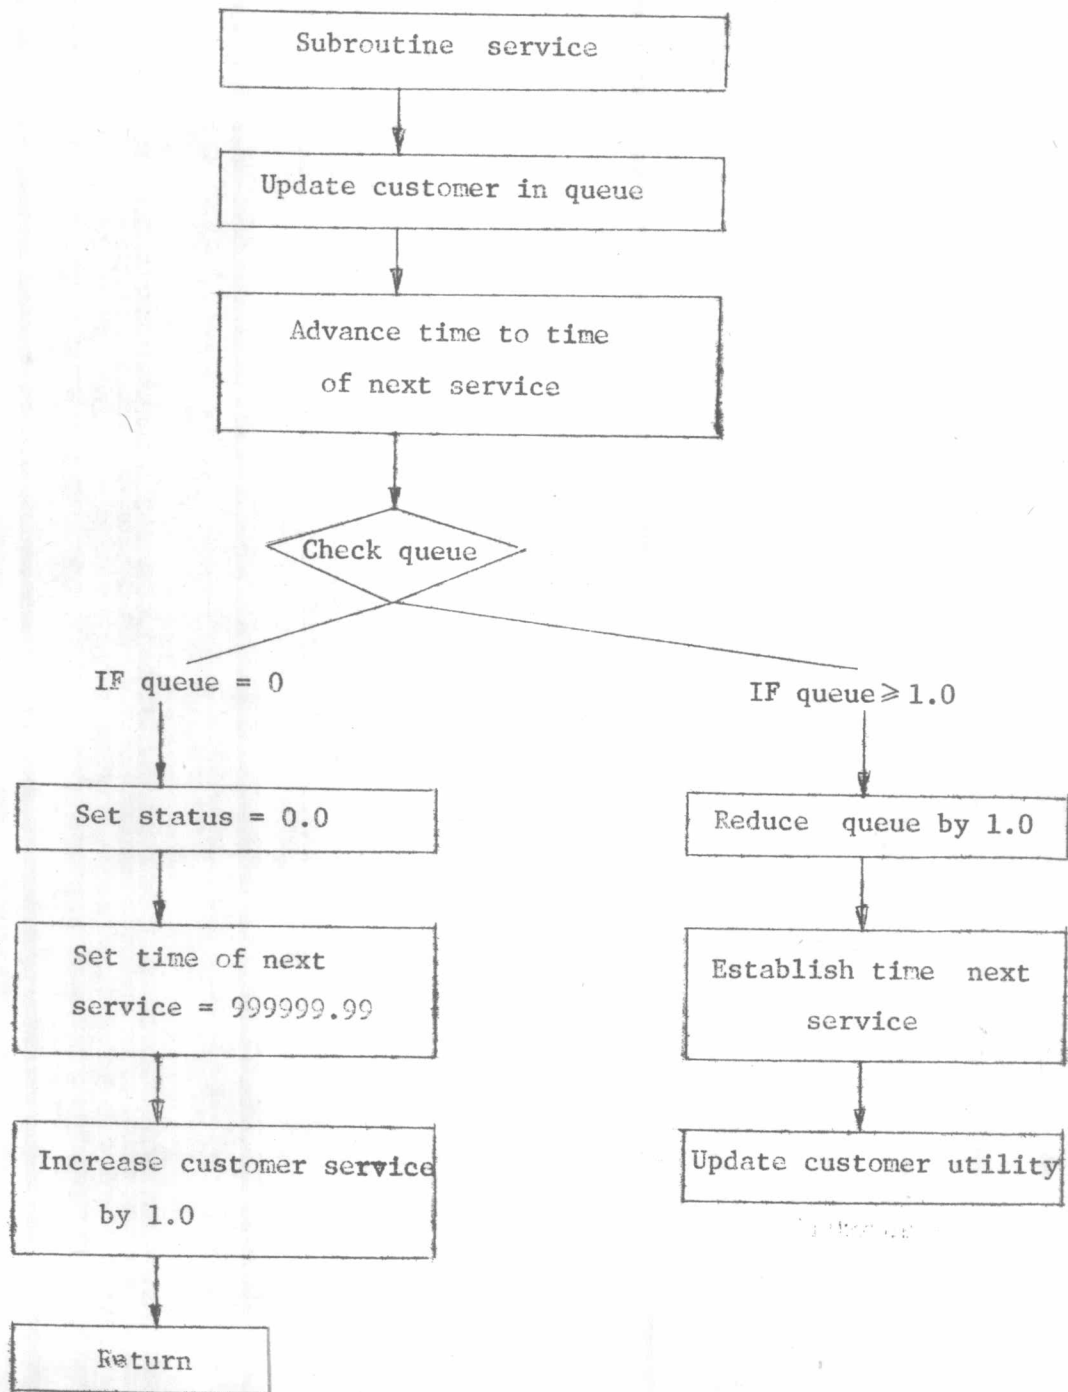 Subroutine service
Update customer in queue
Advance time to time
of next service
Check queue
IF queue = 0
IF queue ⩾ 1.0
Set status = 0.0
Reduce queue by 1.0
Set time of next
service = 999999.99
Establish time next
service
Increase customer service
by 1.0
Update customer utility
Return